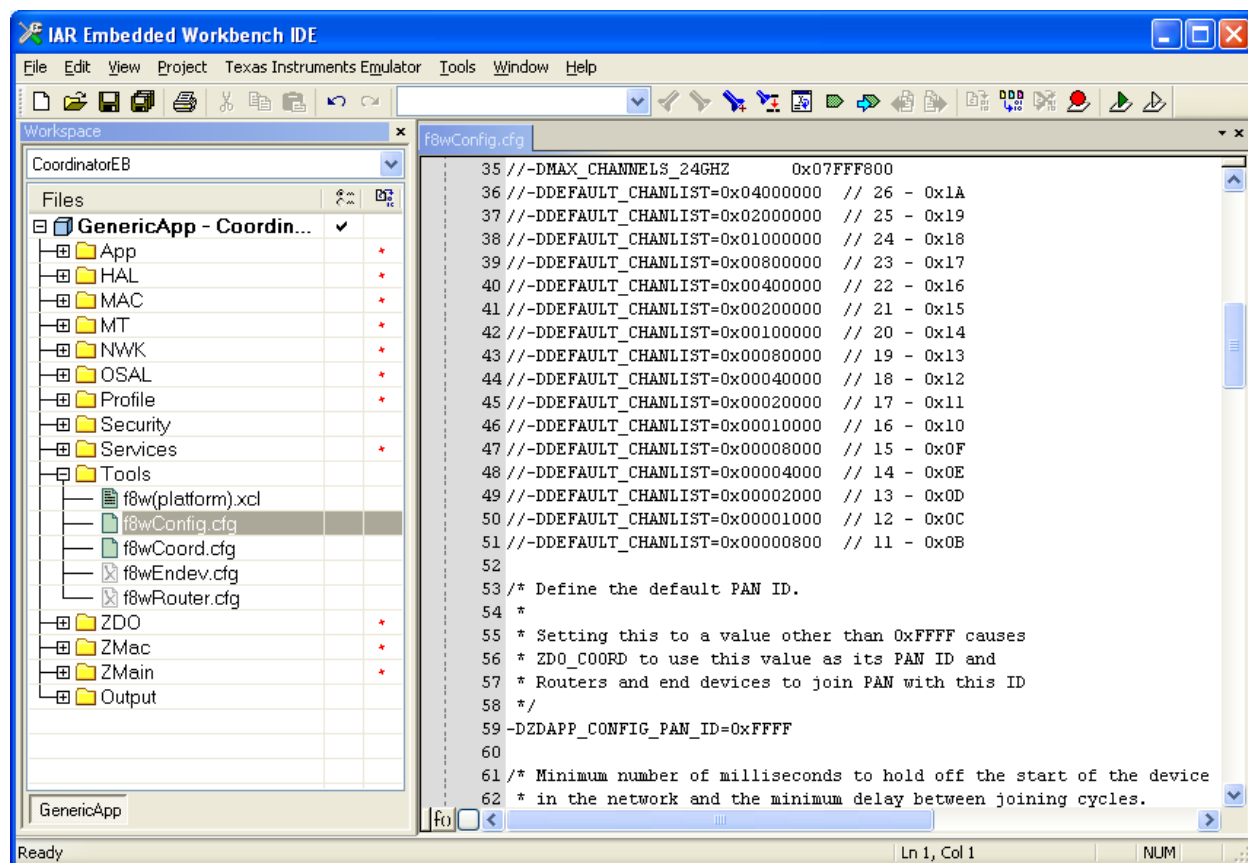 IAR Embedded Workbench IDE
File Edit View Project Texas Instruments Emulator Tools Window Help
Workspace
CoordinatorEB
Files
GenericApp - Coordin...
App
HAL
MAC
MT
NWK
OSAL
Profile
Security
Services
Tools
f8w(platform).xcl
f8wConfig.cfg
f8wCoord.cfg
f8wEndev.cfg
f8wRouter.cfg
ZDO
ZMac
ZMain
Output
GenericApp
f8wConfig.cfg
35 //-DMAX_CHANNELS_24GHZ 0x07FFF800
36 //-DDEFAULT_CHANLIST=0x04000000 // 26 - 0x1A
37 //-DDEFAULT_CHANLIST=0x02000000 // 25 - 0x19
38 //-DDEFAULT_CHANLIST=0x01000000 // 24 - 0x18
39 //-DDEFAULT_CHANLIST=0x00800000 // 23 - 0x17
40 //-DDEFAULT_CHANLIST=0x00400000 // 22 - 0x16
41 //-DDEFAULT_CHANLIST=0x00200000 // 21 - 0x15
42 //-DDEFAULT_CHANLIST=0x00100000 // 20 - 0x14
43 //-DDEFAULT_CHANLIST=0x00080000 // 19 - 0x13
44 //-DDEFAULT_CHANLIST=0x00040000 // 18 - 0x12
45 //-DDEFAULT_CHANLIST=0x00020000 // 17 - 0x11
46 //-DDEFAULT_CHANLIST=0x00010000 // 16 - 0x10
47 //-DDEFAULT_CHANLIST=0x00008000 // 15 - 0x0F
48 //-DDEFAULT_CHANLIST=0x00004000 // 14 - 0x0E
49 //-DDEFAULT_CHANLIST=0x00002000 // 13 - 0x0D
50 //-DDEFAULT_CHANLIST=0x00001000 // 12 - 0x0C
51 //-DDEFAULT_CHANLIST=0x00000800 // 11 - 0x0B
52
53 /* Define the default PAN ID.
54 *
55 * Setting this to a value other than 0xFFFF causes
56 * ZDO_COORD to use this value as its PAN ID and
57 * Routers and end devices to join PAN with this ID
58 */
59 -DZDAPP_CONFIG_PAN_ID=0xFFFF
60
61 /* Minimum number of milliseconds to hold off the start of the device
62 * in the network and the minimum delay between joining cycles.
Ready Ln 1, Col 1 NUM